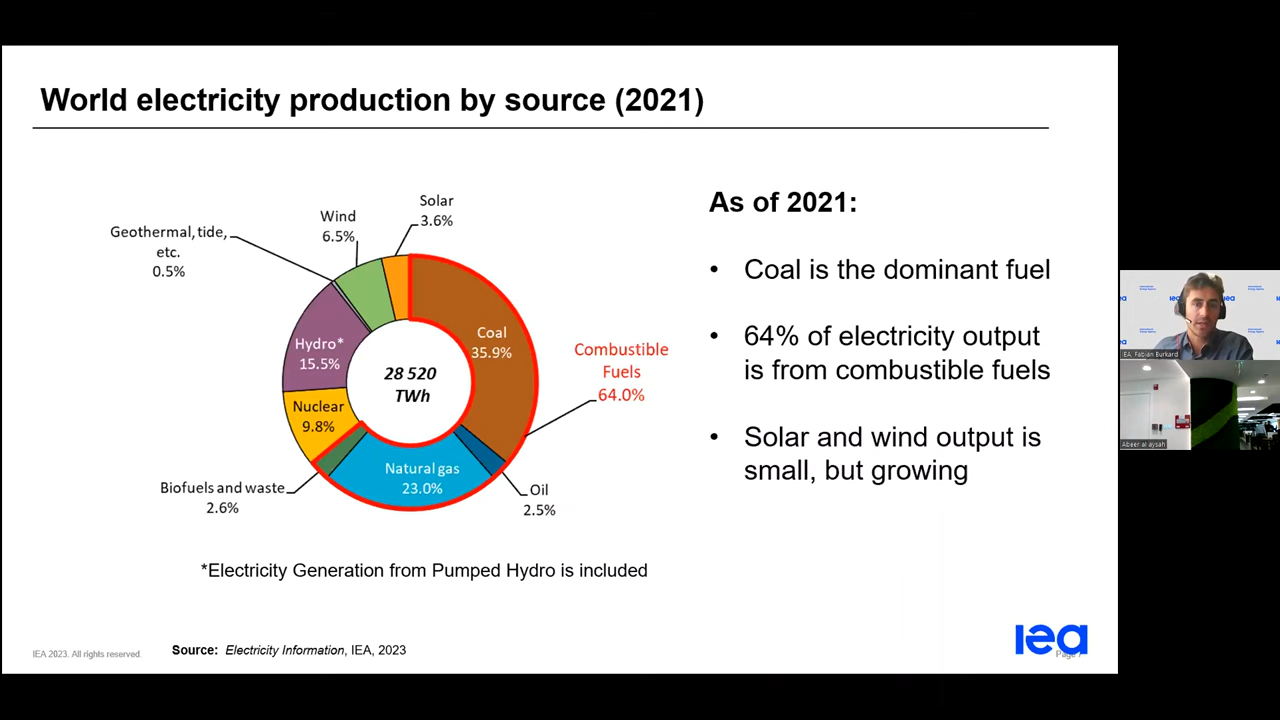 World electricity production by source (2021)
Solar
3.6%
Wind
6.5%
Geothermal, tide,
etc.
0.5%
Hydro*
15.5%
Nuclear
9.8%
Biofuels and waste
2.6%
Natural gas
23.0%
Oil
2.5%
Coal
35.9%
Combustible
Fuels
64.0%
28 520
TWh
*Electricity Generation from Pumped Hydro is included
As of 2021:
• Coal is the dominant fuel
• 64% of electricity output
is from combustible fuels
• Solar and wind output is
small, but growing
IEA 2023. All rights reserved.
Source: Electricity Information, IEA, 2023
iea
Page 7
IEA, Fabian Burkard
Abeer al aysah